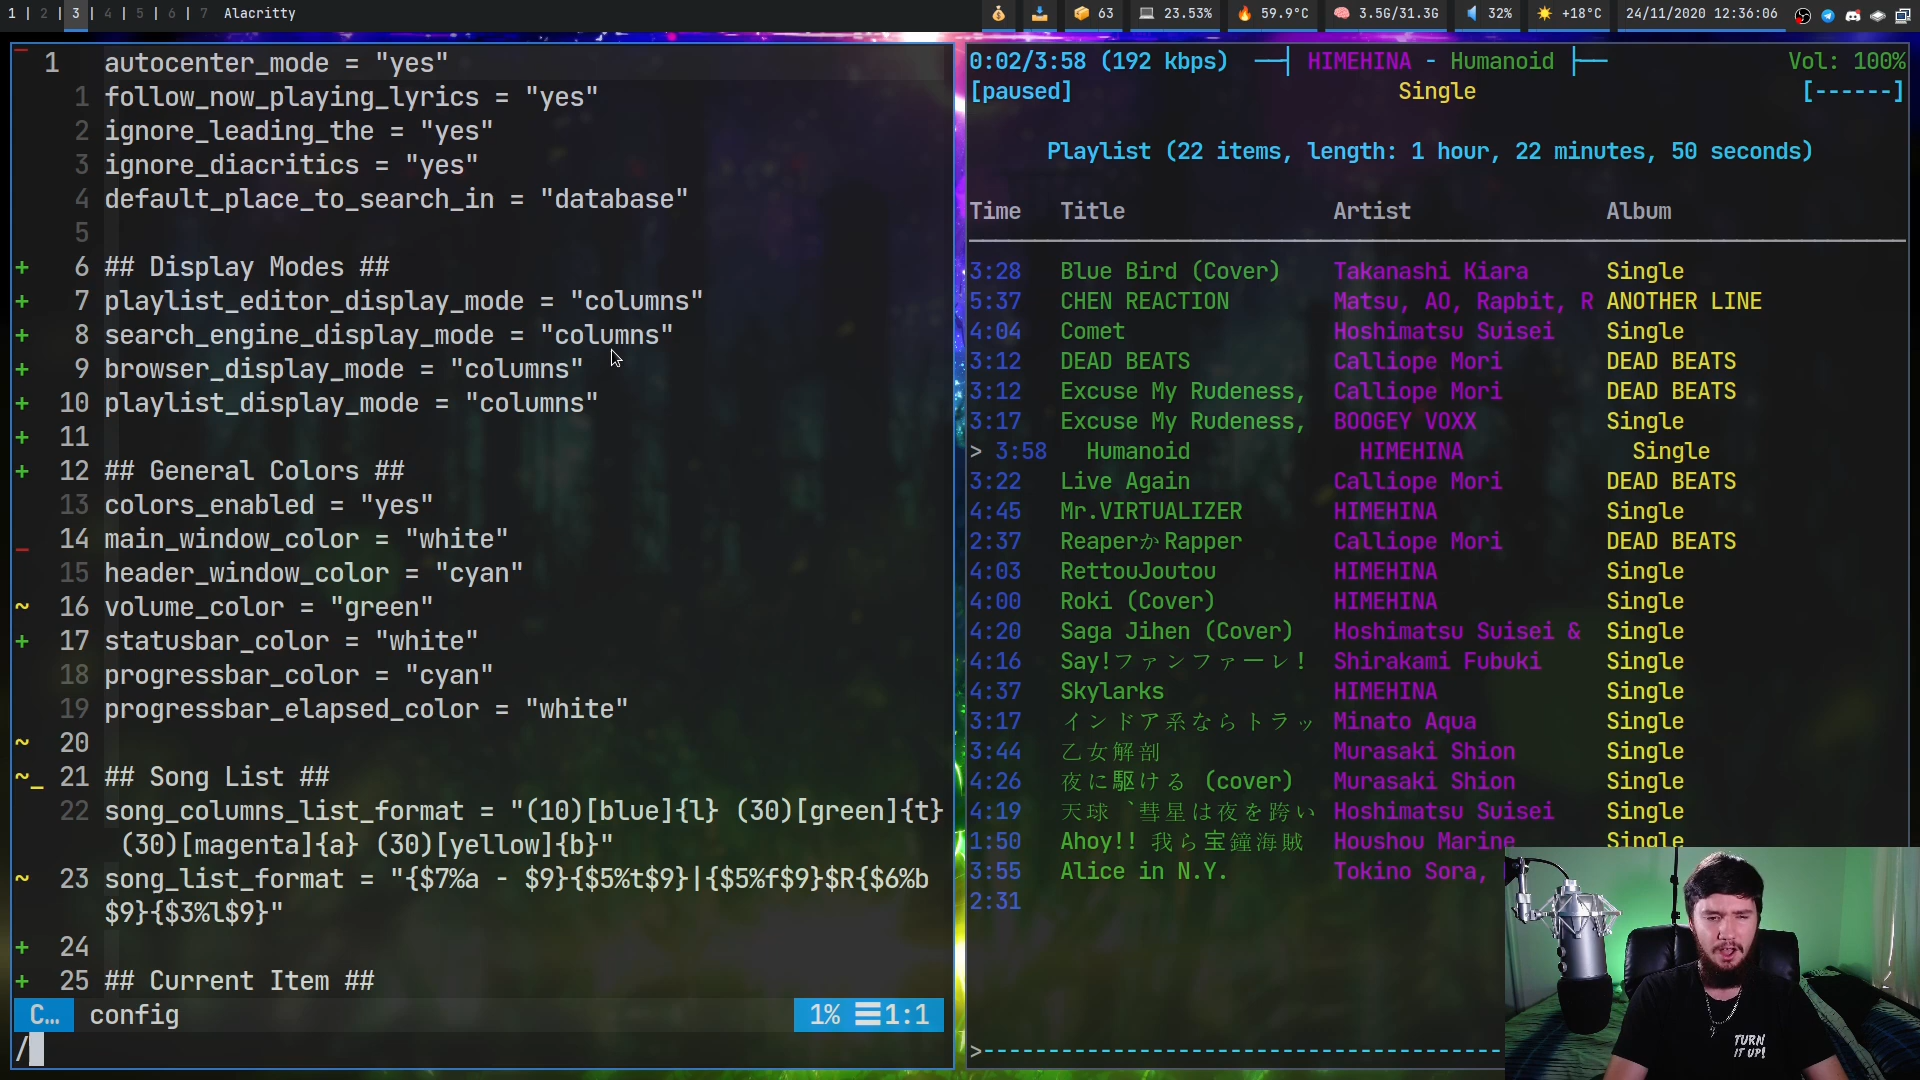 1 | 2 | 3 | 4 | 5 | 6 | 7 Alacritty
63 23.53% 59.9°C 3.5G/31.3G 32% +18°C 24/11/2020 12:36:06
1 autocenter_mode = "yes"
1 follow_now_playing_lyrics = "yes"
2 ignore_leading_the = "yes"
3 ignore_diacritics = "yes"
4 default_place_to_search_in = "database"
5
+ 6 ## Display Modes ##
+ 7 playlist_editor_display_mode = "columns"
+ 8 search_engine_display_mode = "columns"
+ 9 browser_display_mode = "columns"
+ 10 playlist_display_mode = "columns"
+ 11
+ 12 ## General Colors ##
13 colors_enabled = "yes"
_ 14 main_window_color = "white"
15 header_window_color = "cyan"
~ 16 volume_color = "green"
+ 17 statusbar_color = "white"
18 progressbar_color = "cyan"
19 progressbar_elapsed_color = "white"
~ 20
~_ 21 ## Song List ##
22 song_columns_list_format = "(10)[blue]{l} (30)[green]{t}
(30)[magenta]{a} (30)[yellow]{b}"
~ 23 song_list_format = "{$7%a - $9}{$5%t$9}|{$5%f$9}$R{$6%b
$9}{$3%l$9}"
+ 24
+ 25 ## Current Item ##
C… config 1% ☰1:1
/
0:02/3:58 (192 kbps) ──┤ HIMEHINA - Humanoid ├── Vol: 100%
[paused] Single [------]
Playlist (22 items, length: 1 hour, 22 minutes, 50 seconds)
Time Title Artist Album
3:28 Blue Bird (Cover) Takanashi Kiara Single
5:37 CHEN REACTION Matsu, AO, Rapbit, R ANOTHER LINE
4:04 Comet Hoshimatsu Suisei Single
3:12 DEAD BEATS Calliope Mori DEAD BEATS
3:12 Excuse My Rudeness, Calliope Mori DEAD BEATS
3:17 Excuse My Rudeness, BOOGEY VOXX Single
> 3:58 Humanoid HIMEHINA Single
3:22 Live Again Calliope Mori DEAD BEATS
4:45 Mr.VIRTUALIZER HIMEHINA Single
2:37 ReaperかRapper Calliope Mori DEAD BEATS
4:03 RettouJoutou HIMEHINA Single
4:00 Roki (Cover) HIMEHINA Single
4:20 Saga Jihen (Cover) Hoshimatsu Suisei & Single
4:16 Say!ファンファーレ! Shirakami Fubuki Single
4:37 Skylarks HIMEHINA Single
3:17 インドア系ならトラッ Minato Aqua Single
3:44 乙女解剖 Murasaki Shion Single
4:26 夜に駆ける (cover) Murasaki Shion Single
4:19 天球、彗星は夜を跨い Hoshimatsu Suisei Single
1:50 Ahoy!! 我ら宝鐘海賊 Houshou Marine Single
3:55 Alice in N.Y. Tokino Sora,
2:31
>---------------------------------------
TURN
IT UP!